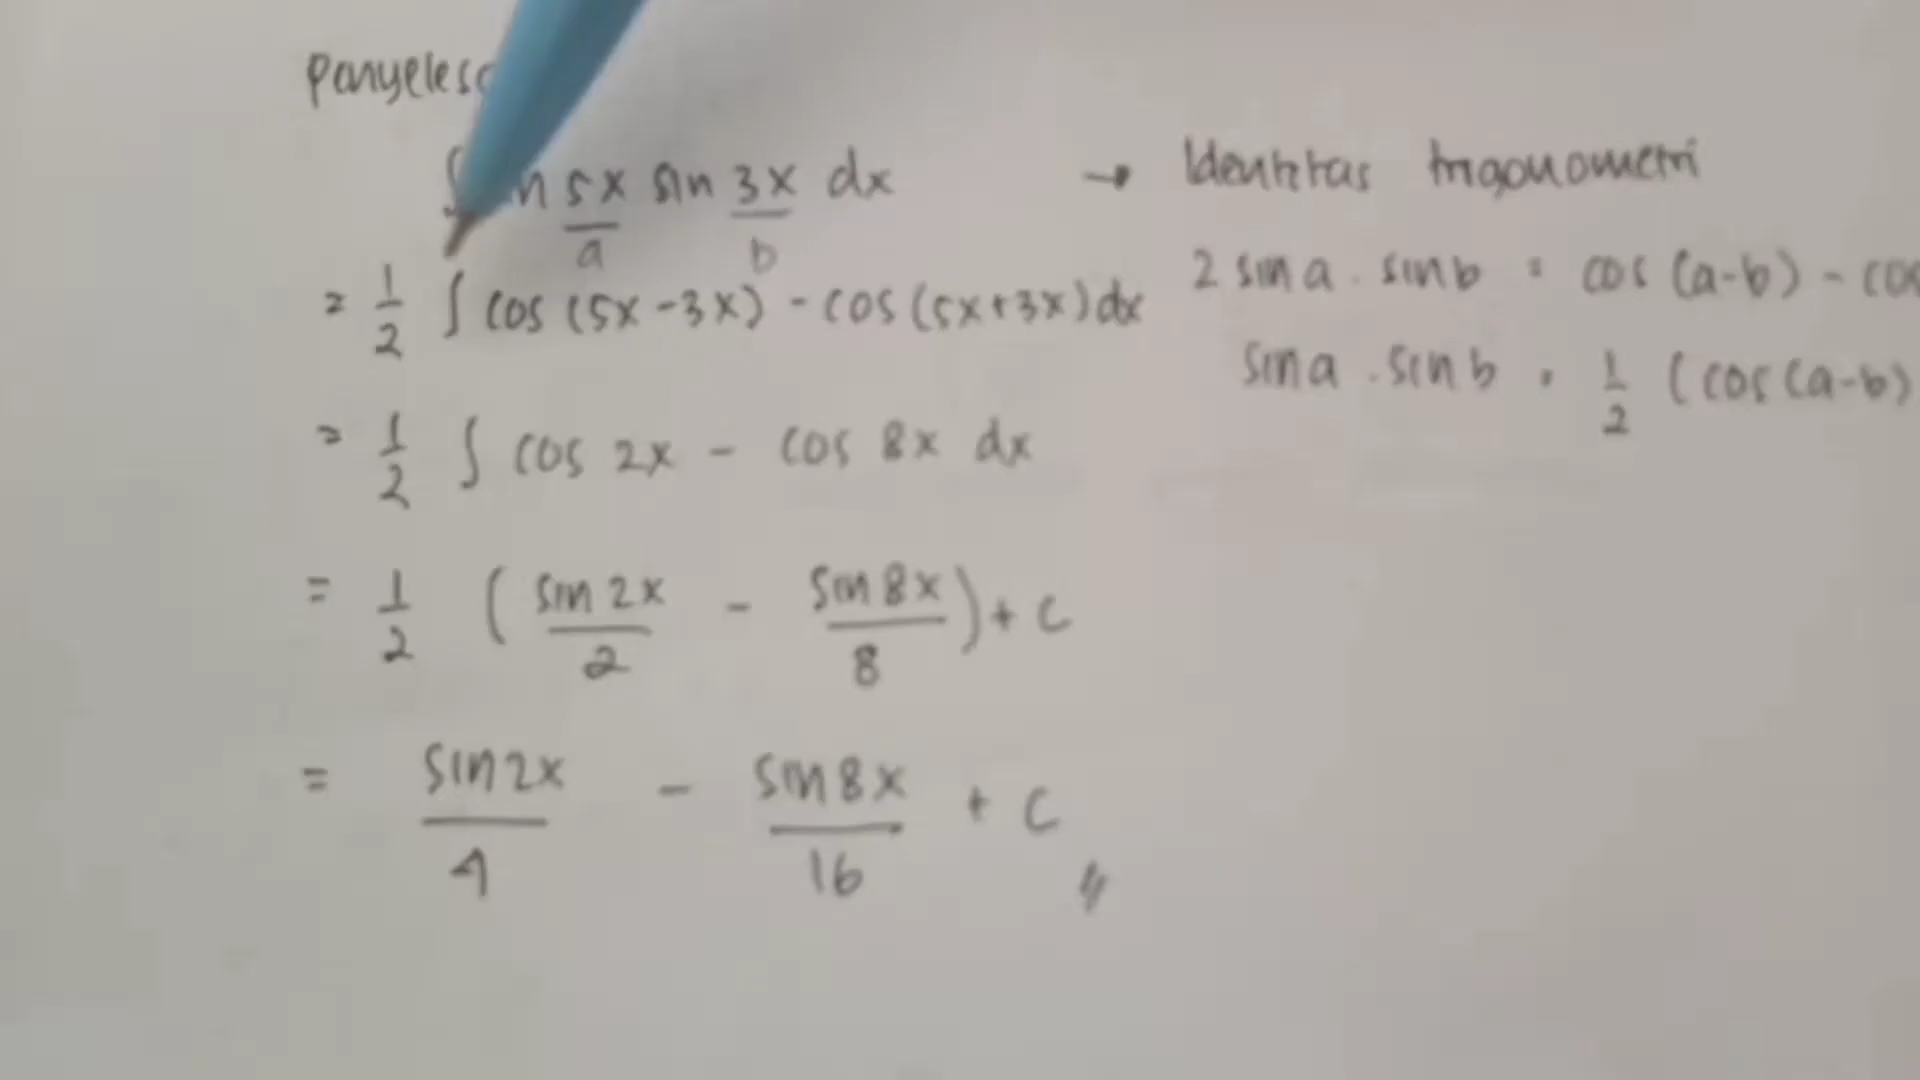 ∫ sin 5x sin 3x dx → Identitas trigonometri
a b
2 sin a . sin b = cos (a-b) -
= 1/2 ∫ cos (5x-3x) - cos (5x+3x) dx
sin a . sin b = 1/2 (cos (a-b)
= 1/2 ∫ cos 2x - cos 8x dx
= 1/2 (sin 2x/2 - sin 8x/8) + C
= sin 2x/4 - sin 8x/16 + C